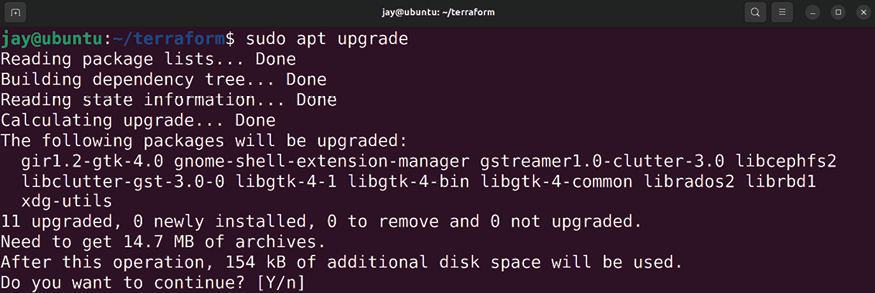 jay@ubuntu: ~/terraform
jay@ubuntu:~/terraform$ sudo apt upgrade
Reading package lists... Done
Building dependency tree... Done
Reading state information... Done
Calculating upgrade... Done
The following packages will be upgraded:
  gir1.2-gtk-4.0 gnome-shell-extension-manager gstreamer1.0-clutter-3.0 libcephfs2
  libclutter-gst-3.0-0 libgtk-4-1 libgtk-4-bin libgtk-4-common librados2 librbd1
  xdg-utils
11 upgraded, 0 newly installed, 0 to remove and 0 not upgraded.
Need to get 14.7 MB of archives.
After this operation, 154 kB of additional disk space will be used.
Do you want to continue? [Y/n]